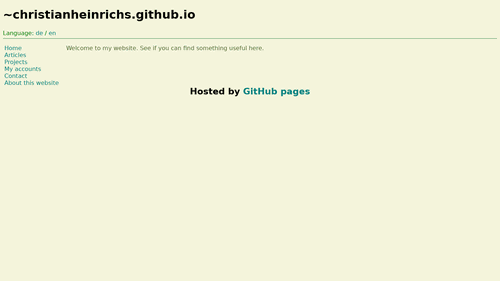 ~christianheinrichs.github.io
Language: de / en
Home
Articles
Projects
My accounts
Contact
About this website
Welcome to my website. See if you can find something useful here.
Hosted by GitHub pages